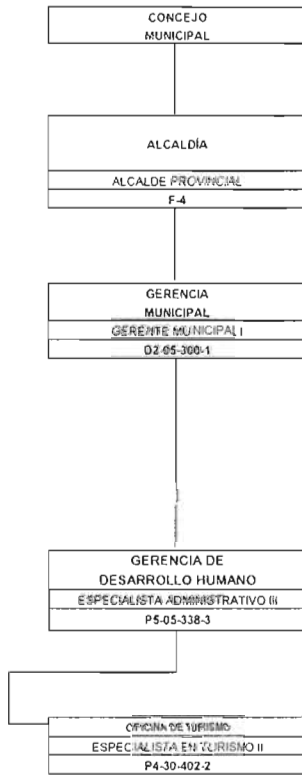 CONCEJO
MUNICIPAL
ALCALDÍA
ALCALDE PROVINCIAL
F-4
GERENCIA
MUNICIPAL
GERENTE MUNICIPAL I
D2-05-300-1
GERENCIA DE
DESARROLLO HUMANO
ESPECIALISTA ADMINISTRATIVO III
P5-05-338-3
OFICINA DE TURISMO
ESPECIALISTA EN TURISMO II
P4-30-402-2